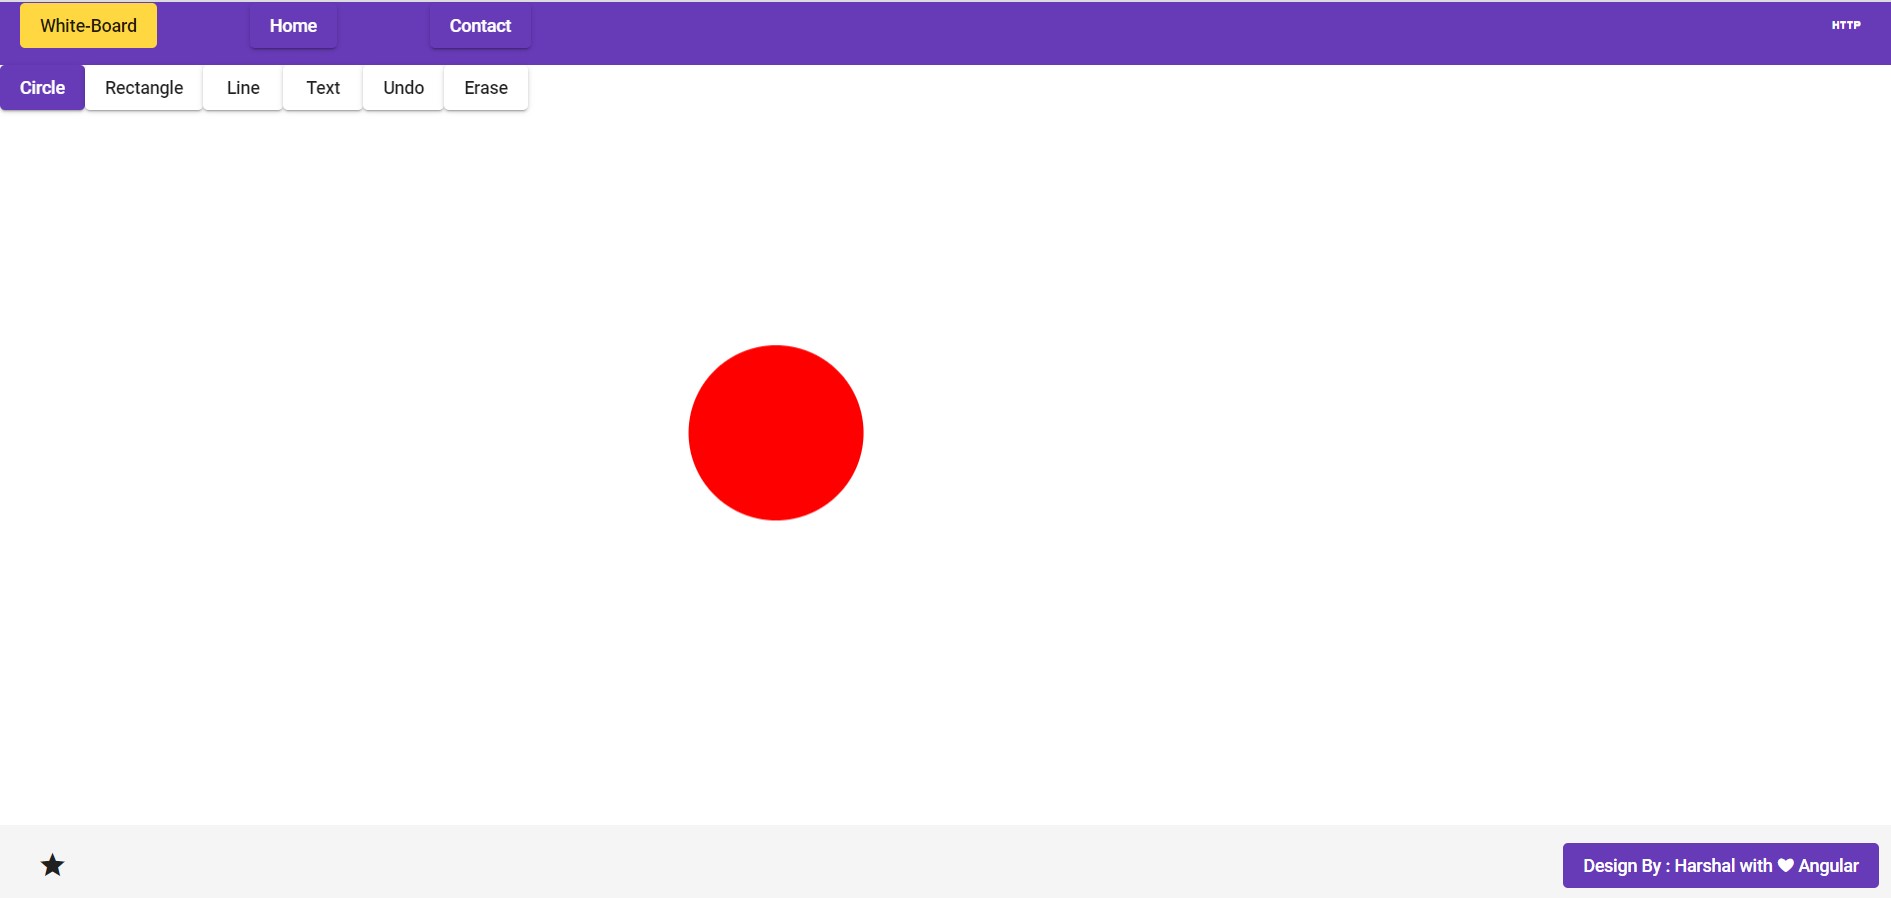 White-Board Home Contact HTTP
Circle Rectangle Line Text Undo Erase
Design By : Harshal with ♥ Angular